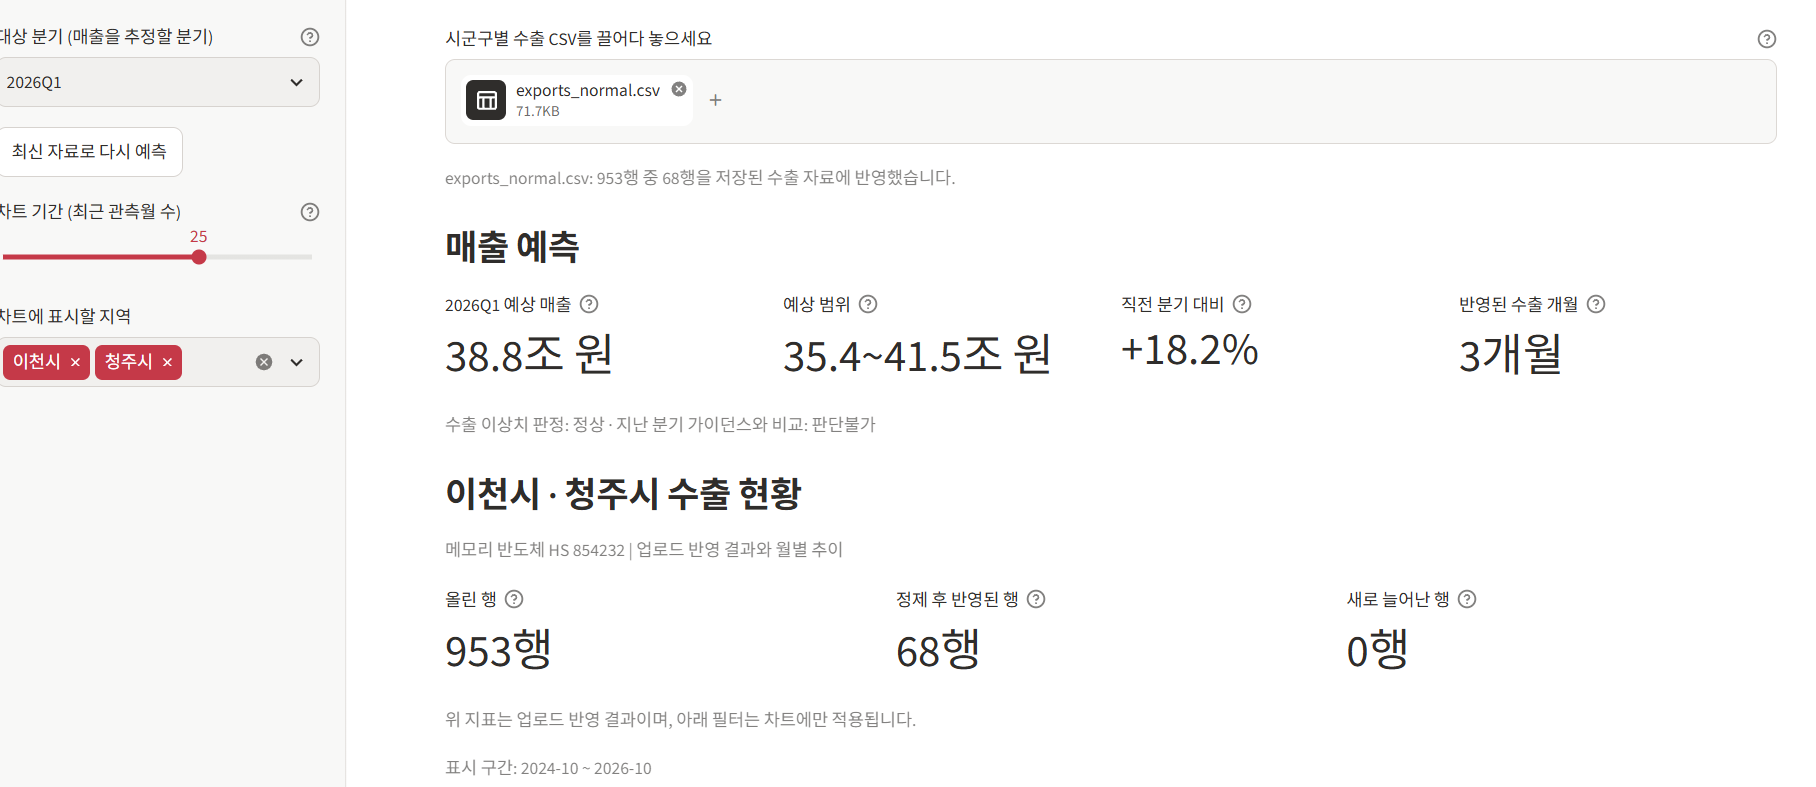 대상 분기 (매출을 추정할 분기)
2026Q1
최신 자료로 다시 예측
차트 기간 (최근 관측월 수)
25
차트에 표시할 지역
이천시 × 청주시 ×
시군구별 수출 CSV를 끌어다 놓으세요
exports_normal.csv
71.7KB
exports_normal.csv: 953행 중 68행을 저장된 수출 자료에 반영했습니다.
매출 예측
2026Q1 예상 매출 예상 범위 직전 분기 대비 반영된 수출 개월
38.8조 원 35.4~41.5조 원 +18.2% 3개월
수출 이상치 판정: 정상 · 지난 분기 가이던스와 비교: 판단불가
이천시 · 청주시 수출 현황
메모리 반도체 HS 854232 | 업로드 반영 결과와 월별 추이
올린 행 정제 후 반영된 행 새로 늘어난 행
953행 68행 0행
위 지표는 업로드 반영 결과이며, 아래 필터는 차트에만 적용됩니다.
표시 구간: 2024-10 ~ 2026-10